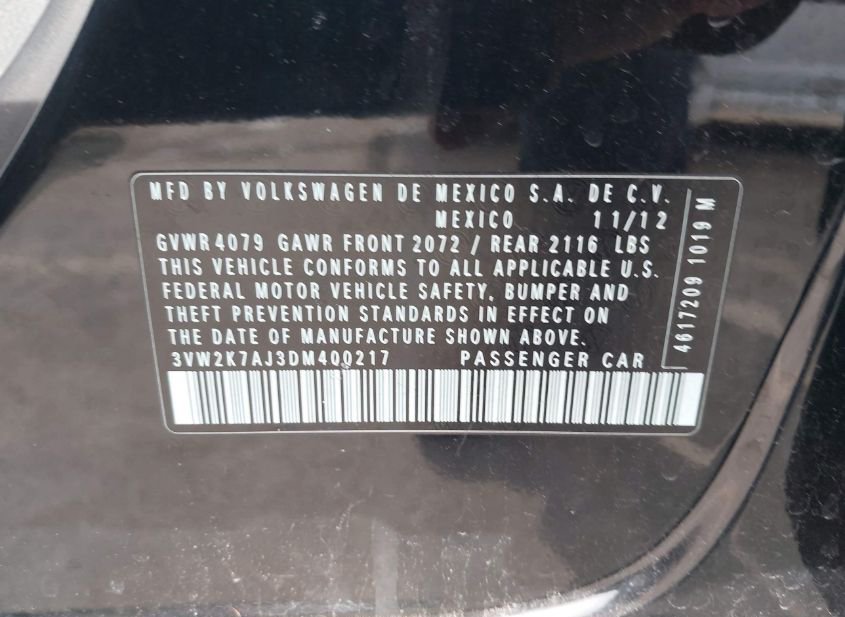 MFD BY VOLKSWAGEN DE MEXICO S.A. DE C.V.
MEXICO 11/12
GVWR 4079 GAWR FRONT 2072 / REAR 2116 LBS
THIS VEHICLE CONFORMS TO ALL APPLICABLE U.S.
FEDERAL MOTOR VEHICLE SAFETY, BUMPER AND
THEFT PREVENTION STANDARDS IN EFFECT ON
THE DATE OF MANUFACTURE SHOWN ABOVE.
3VW2K7AJ3DM400217 PASSENGER CAR
4617209 1019 M